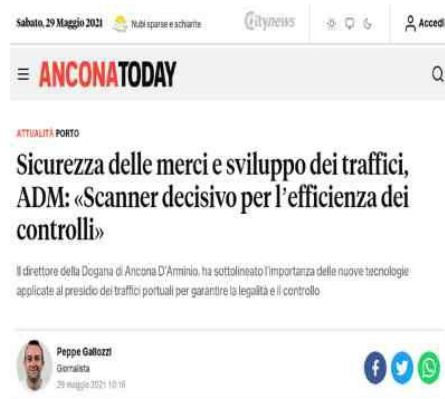 Sabato, 29 Maggio 2021 Nubi sparse e schiarite Citynews Accedi
ANCONATODAY
ATTUALITÀ PORTO
Sicurezza delle merci e sviluppo dei traffici,
ADM: «Scanner decisivo per l'efficienza dei
controlli»
Il direttore della Dogana di Ancona D'Arminio, ha sottolineato l'importanza delle nuove tecnologie
applicate al presidio dei traffici portuali per garantire la legalità e il controllo
Peppe Gallozzi
Giornalista
29 maggio 2021 10:16